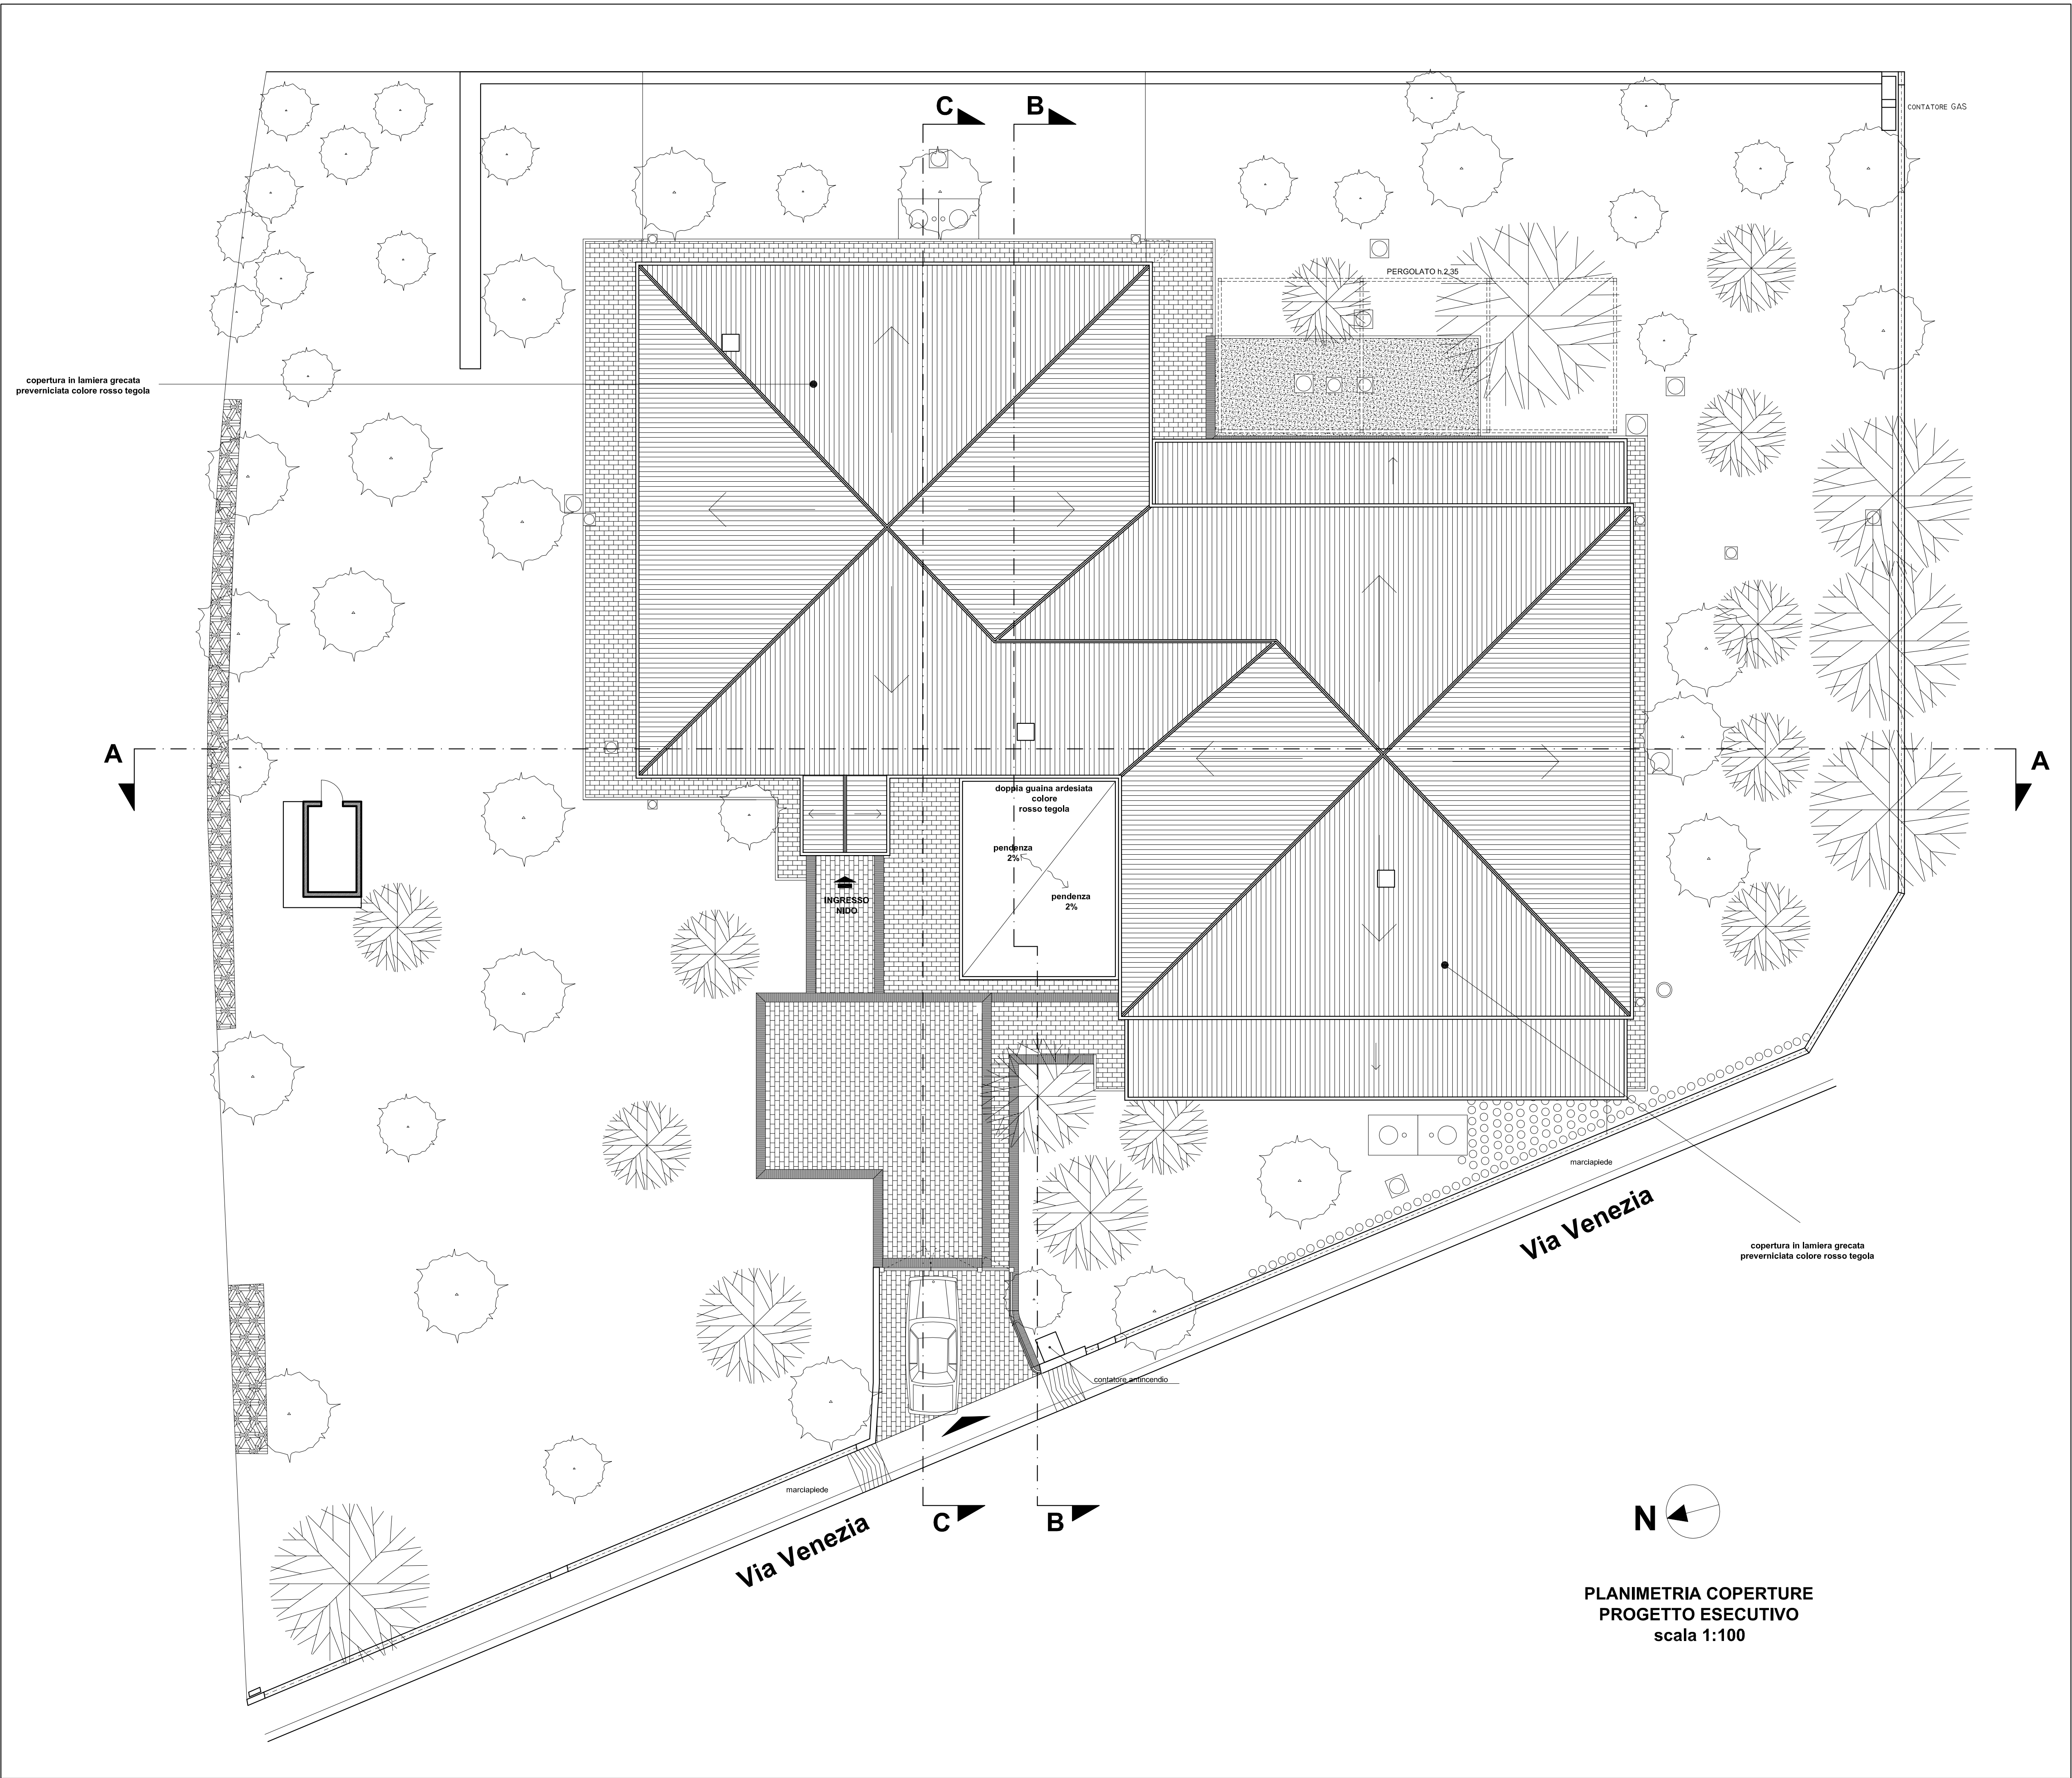 C
B
CONTATORE GAS
PERGOLATO h.2,35
copertura in lamiera grecata
preverniciata colore rosso tegola
A
A
doppia guaina ardesiata
colore
rosso tegola
pendenza
2%
pendenza
2%
INGRESSO
NIDO
marciapiede
Via Venezia
copertura in lamiera grecata
preverniciata colore rosso tegola
contatore antincendio
marciapiede
Via Venezia
C
B
N
PLANIMETRIA COPERTURE
PROGETTO ESECUTIVO
scala 1:100